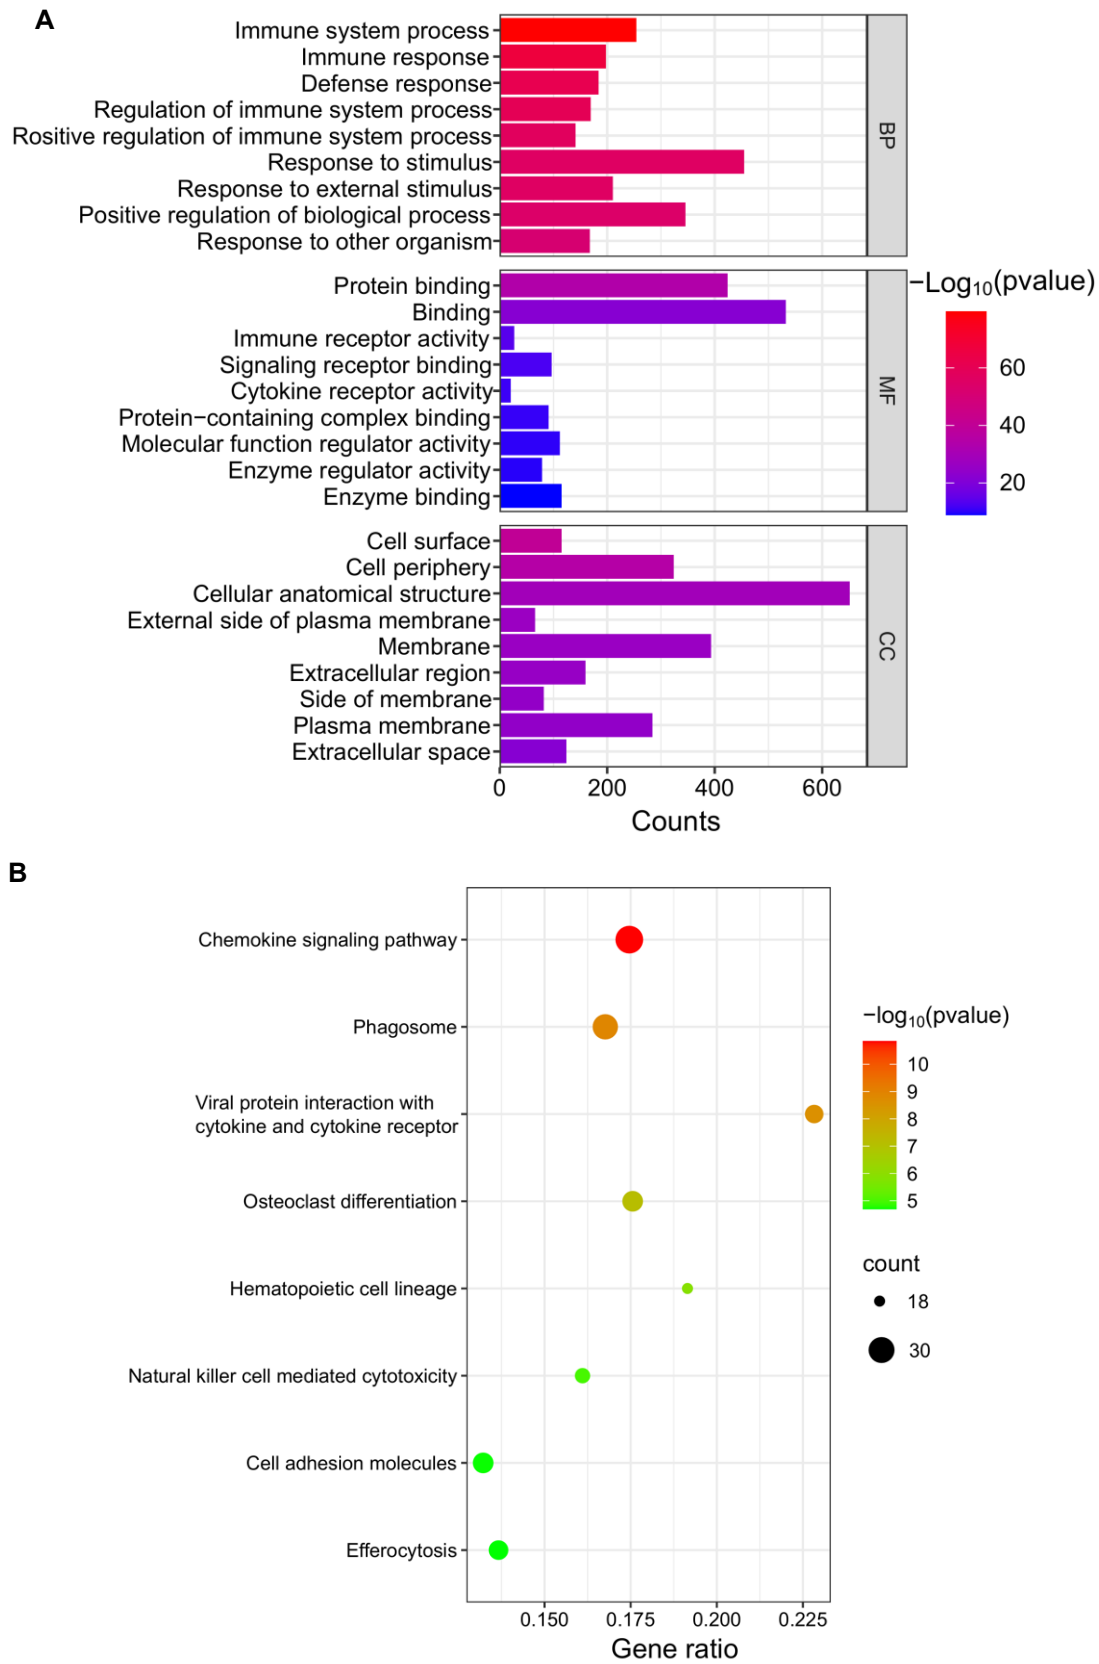 A
Immune system process
Immune response
Defense response
Regulation of immune system process
Rositive regulation of immune system process
Response to stimulus
Response to external stimulus
Positive regulation of biological process
Response to other organism
BP
Protein binding
Binding
Immune receptor activity
Signaling receptor binding
Cytokine receptor activity
Protein−containing complex binding
Molecular function regulator activity
Enzyme regulator activity
Enzyme binding
MF
−Log10(pvalue)
60
40
20
Cell surface
Cell periphery
Cellular anatomical structure
External side of plasma membrane
Membrane
Extracellular region
Side of membrane
Plasma membrane
Extracellular space
CC
0 200 400 600
Counts
B
Chemokine signaling pathway
Phagosome
Viral protein interaction with
cytokine and cytokine receptor
Osteoclast differentiation
Hematopoietic cell lineage
Natural killer cell mediated cytotoxicity
Cell adhesion molecules
Efferocytosis
−log10(pvalue)
10
9
8
7
6
5
count
18
30
0.150 0.175 0.200 0.225
Gene ratio